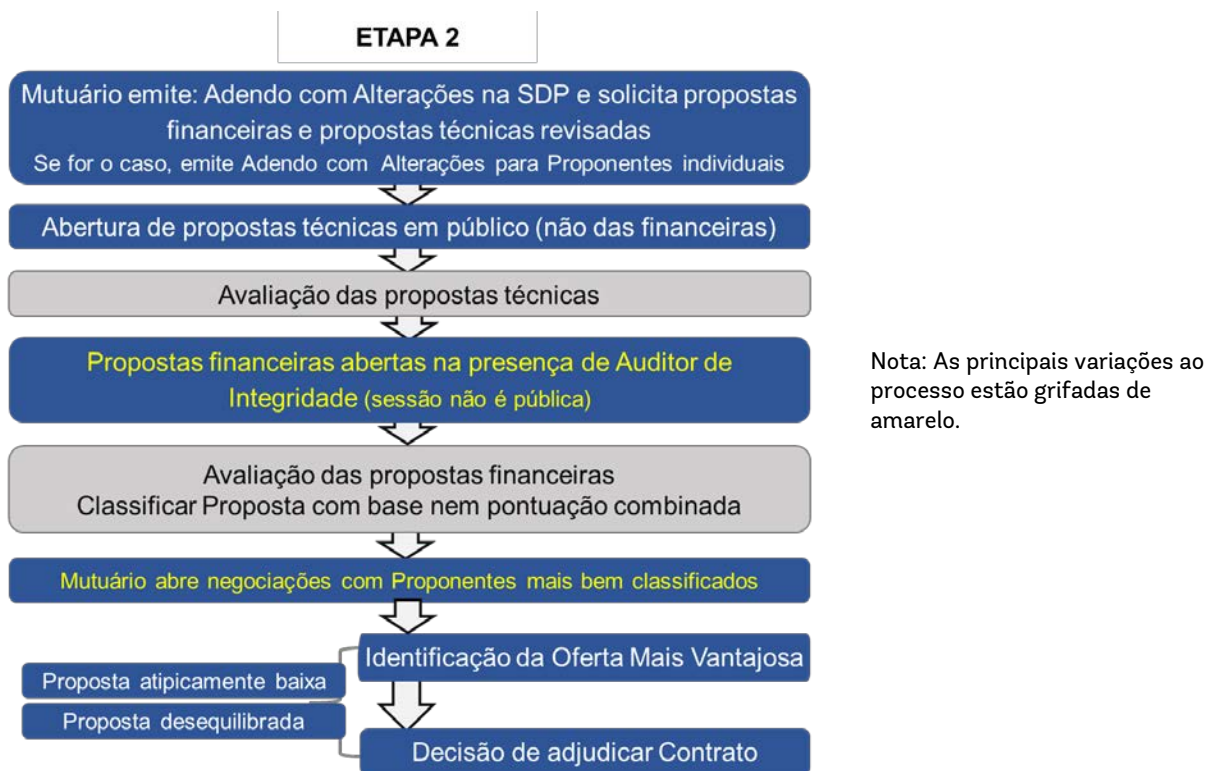 ETAPA 2
Mutuário emite: Adendo com Alterações na SDP e solicita propostas
financeiras e propostas técnicas revisadas
Se for o caso, emite Adendo com Alterações para Proponentes individuais
Abertura de propostas técnicas em público (não das financeiras)
Avaliação das propostas técnicas
Propostas financeiras abertas na presença de Auditor de
Integridade (sessão não é pública)
Nota: As principais variações ao
processo estão grifadas de
amarelo.
Avaliação das propostas financeiras
Classificar Proposta com base nem pontuação combinada
Mutuário abre negociações com Proponentes mais bem classificados
Identificação da Oferta Mais Vantajosa
Proposta atipicamente baixa
Proposta desequilibrada
Decisão de adjudicar Contrato